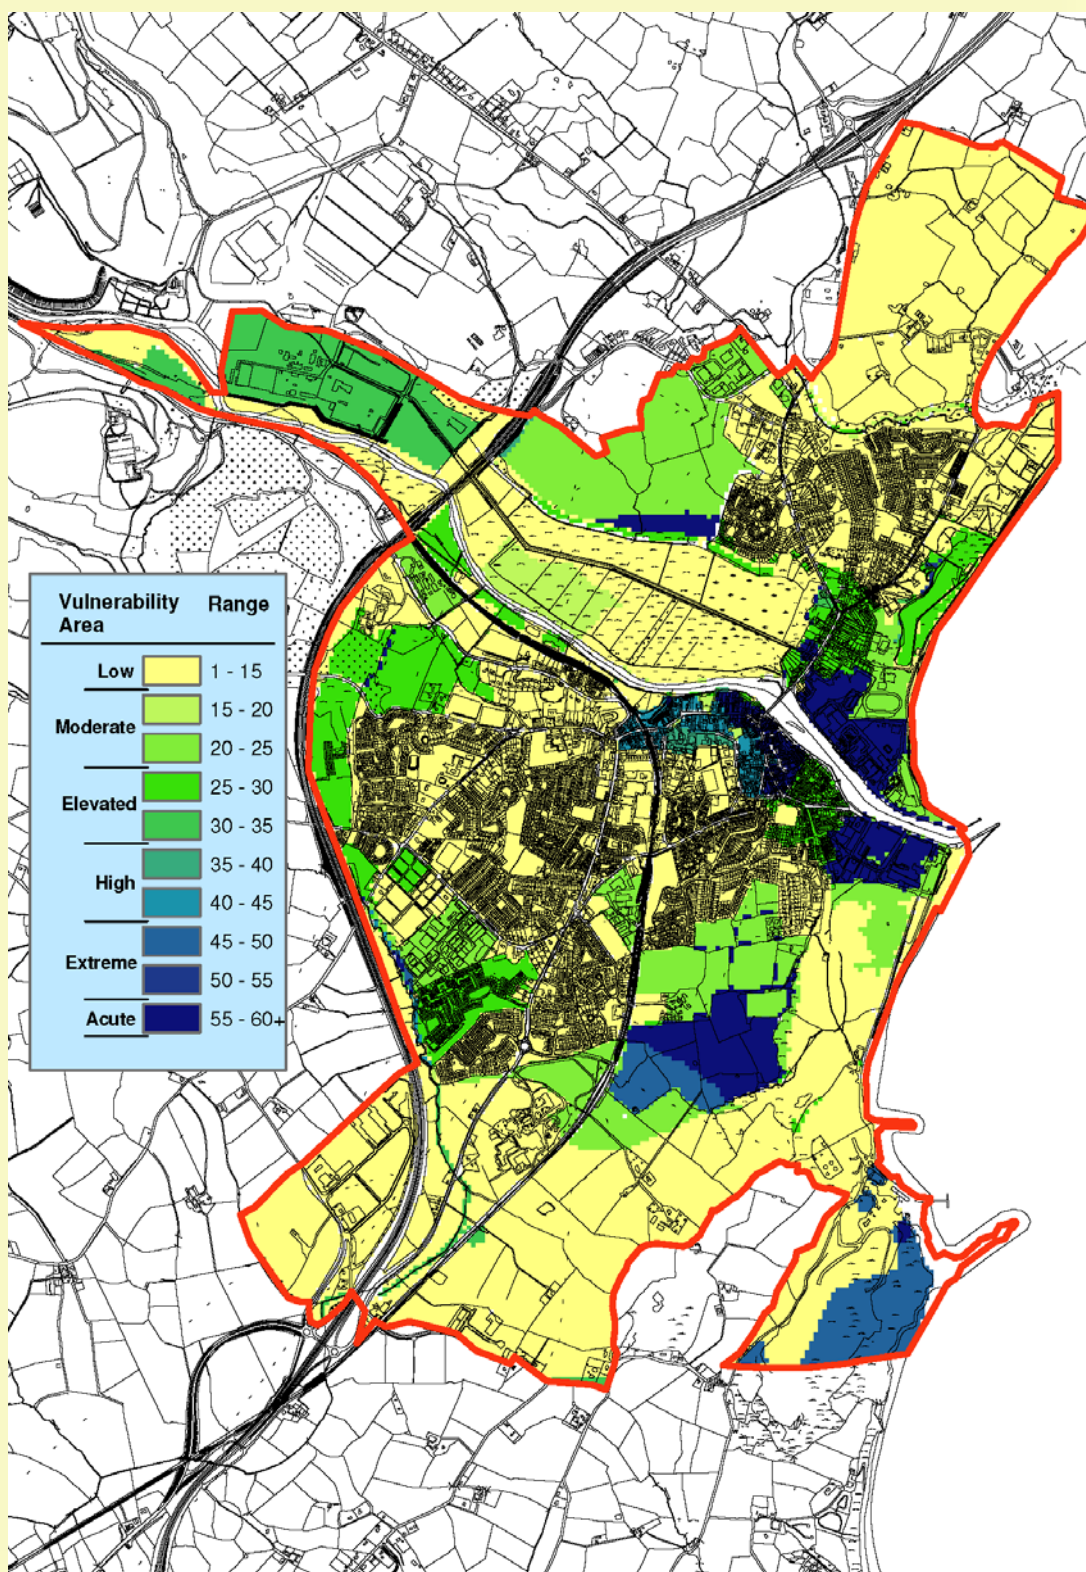 Vulnerability Range
Area
Low 1 - 15
Moderate 15 - 20
20 - 25
Elevated 25 - 30
30 - 35
High 35 - 40
40 - 45
Extreme 45 - 50
50 - 55
Acute 55 - 60+